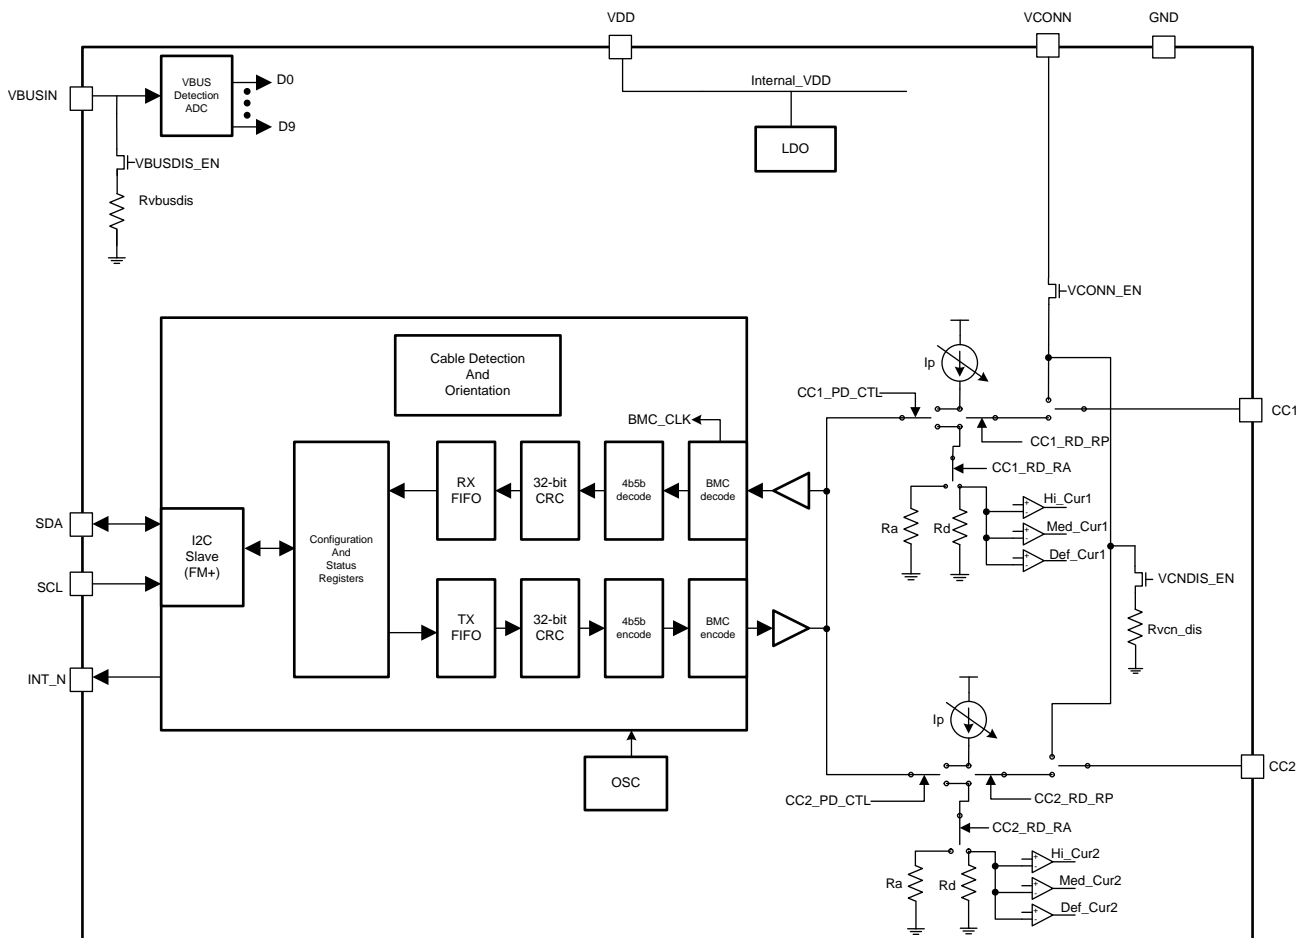 VDD
VCONN
GND
VBUSIN
VBUS
Detection
ADC
D0
D9
Internal_VDD
LDO
VBUSDIS_EN
Rvbusdis
VCONN_EN
Cable Detection
And
Orientation
Ip
CC1_PD_CTL
CC1
BMC_CLK
CC1_RD_RP
CC1_RD_RA
RX
FIFO
32-bit
CRC
4b5b
decode
BMC
decode
Hi_Cur1
Ra
Rd
Med_Cur1
Def_Cur1
SDA
I2C
Slave
(FM+)
Configuration
And
Status
Registers
SCL
VCNDIS_EN
TX
FIFO
32-bit
CRC
4b5b
encode
BMC
encode
Rvcn_dis
INT_N
Ip
OSC
CC2
CC2_PD_CTL
CC2_RD_RP
CC2_RD_RA
Hi_Cur2
Ra
Rd
Med_Cur2
Def_Cur2